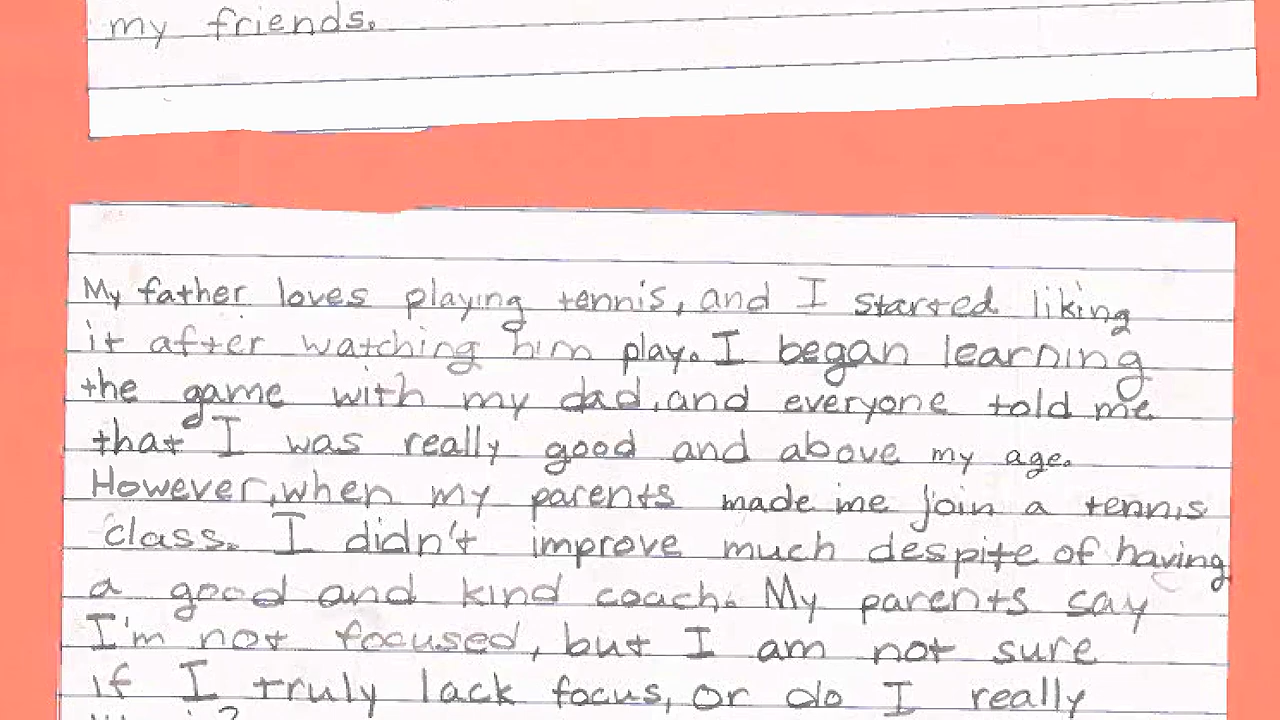 my friends.
My father loves playing tennis, and I started liking
it after watching him play. I began learning
the game with my dad, and everyone told me
that I was really good and above my age.
However, when my parents made me join a tennis
class. I didn't improve much despite of having
a good and kind coach. My parents say
I'm not focused, but I am not sure
if I truly lack focus, or do I really